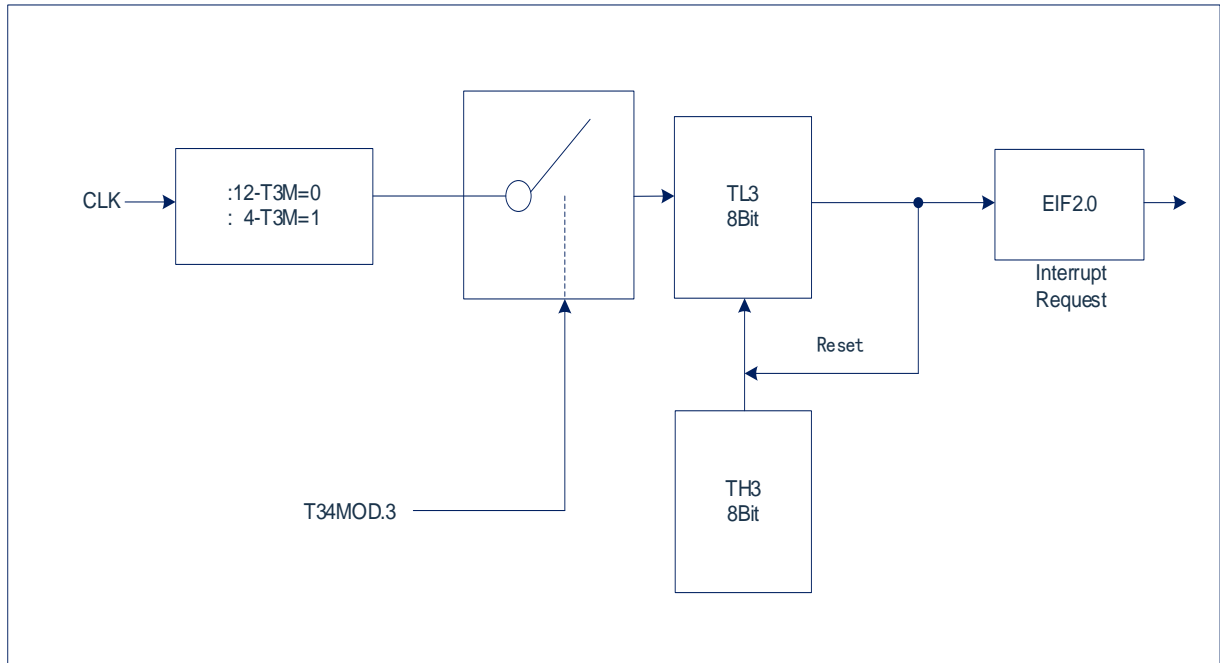 CLK
:12-T3M=0
: 4-T3M=1
TL3
8Bit
EIF2.0
Interrupt
Request
Reset
TH3
8Bit
T34MOD.3